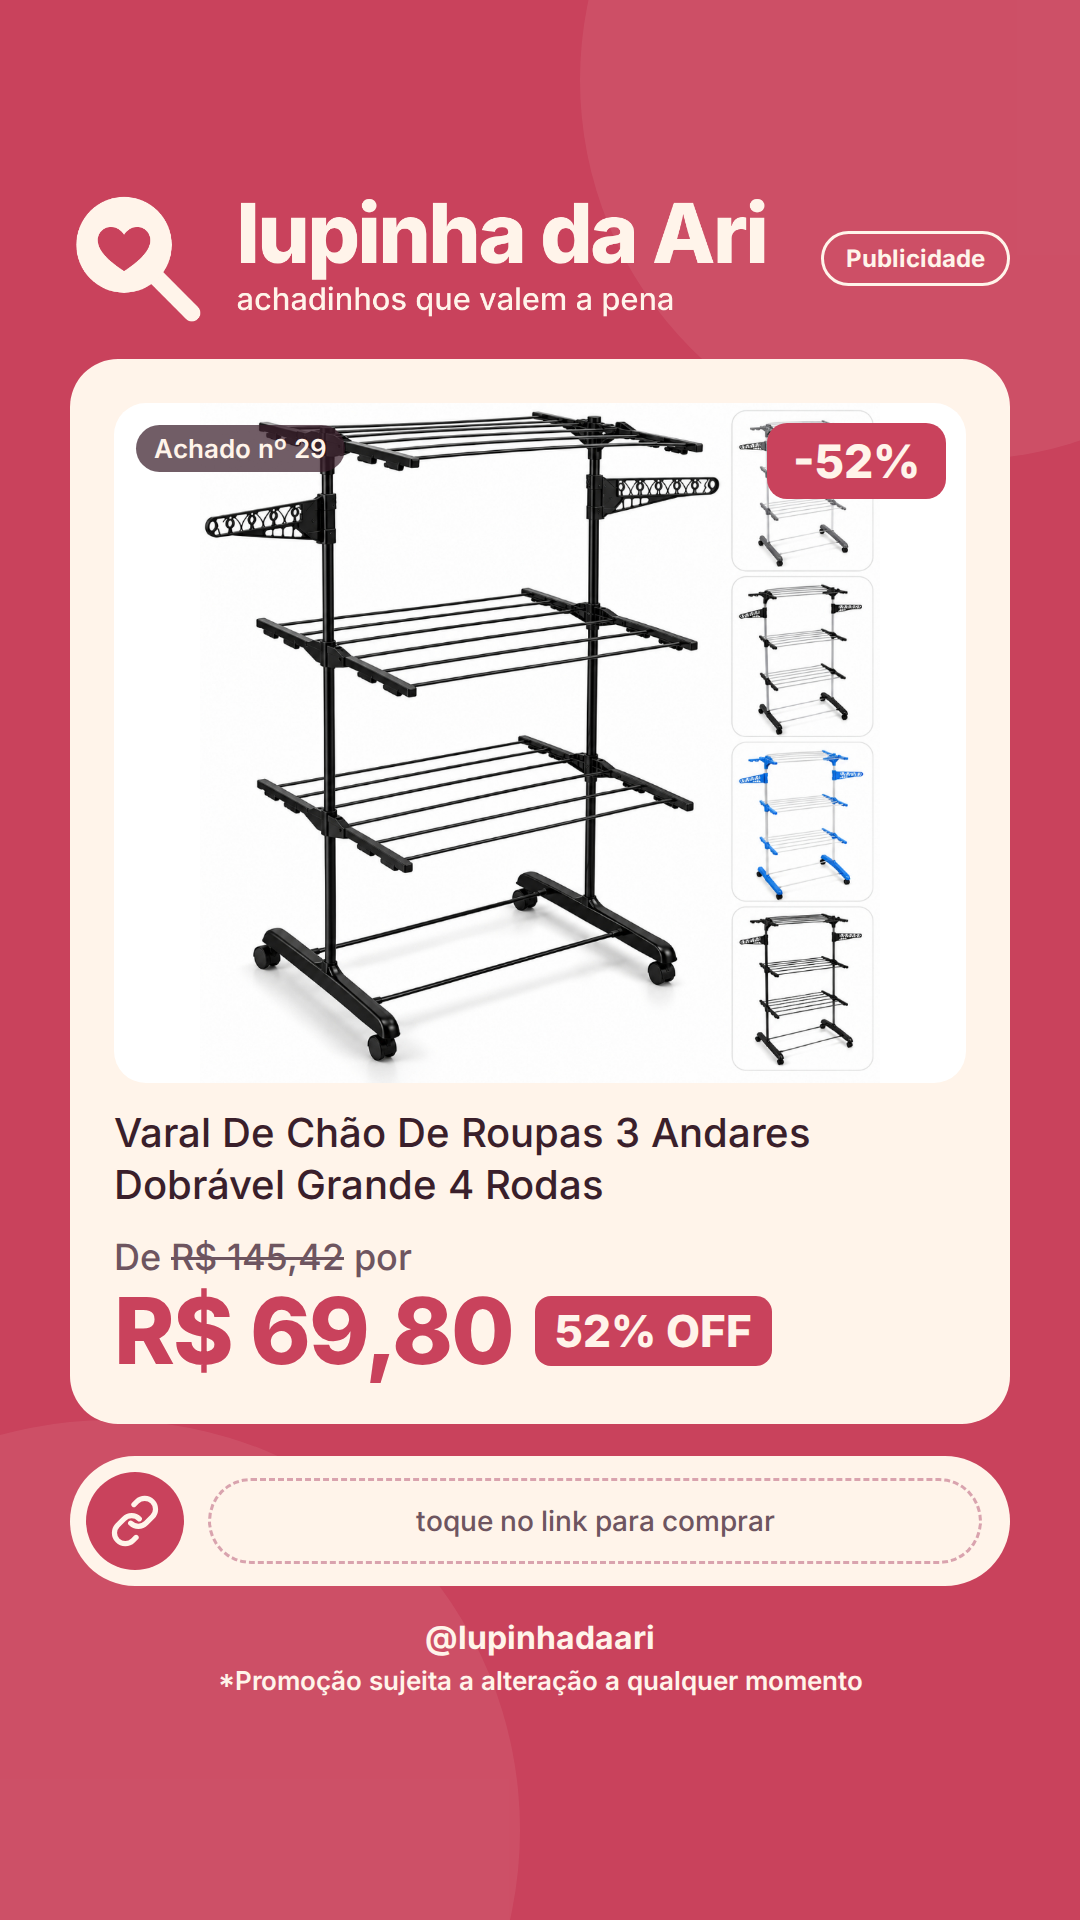 lupinha da Ari
achadinhos que valem a pena
Publicidade
Achado nº 29
-52%
Varal De Chão De Roupas 3 Andares
Dobrável Grande 4 Rodas
De R$ 145,42 por
R$ 69,80
52% OFF
toque no link para comprar
@lupinhadaari
*Promoção sujeita a alteração a qualquer momento